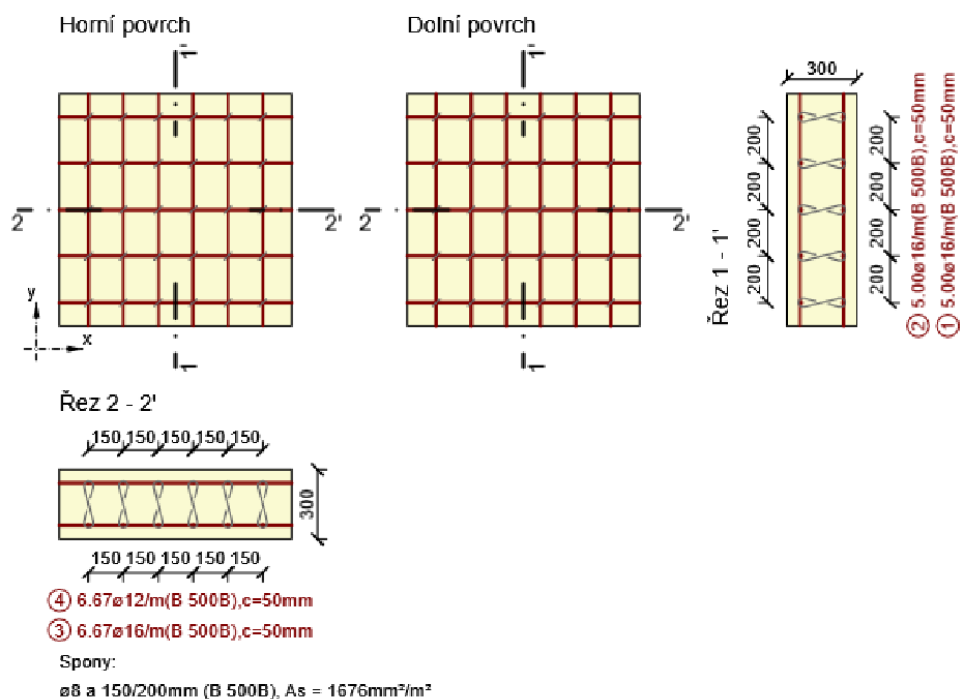 Horní povrch
Dolní povrch
1'
1'
300
2
2'
2
2'
200
200
200
200
200
200
200
200
Řez 1 - 1'
② 5.00ø16/m(B 500B),c=50mm
① 5.00ø16/m(B 500B),c=50mm
y
x
1
1
Řez 2 - 2'
150 150 150 150 150
300
150 150 150 150 150
④ 6.67ø12/m(B 500B),c=50mm
③ 6.67ø16/m(B 500B),c=50mm
Spony:
ø8 a 150/200mm (B 500B), As = 1676mm²/m²